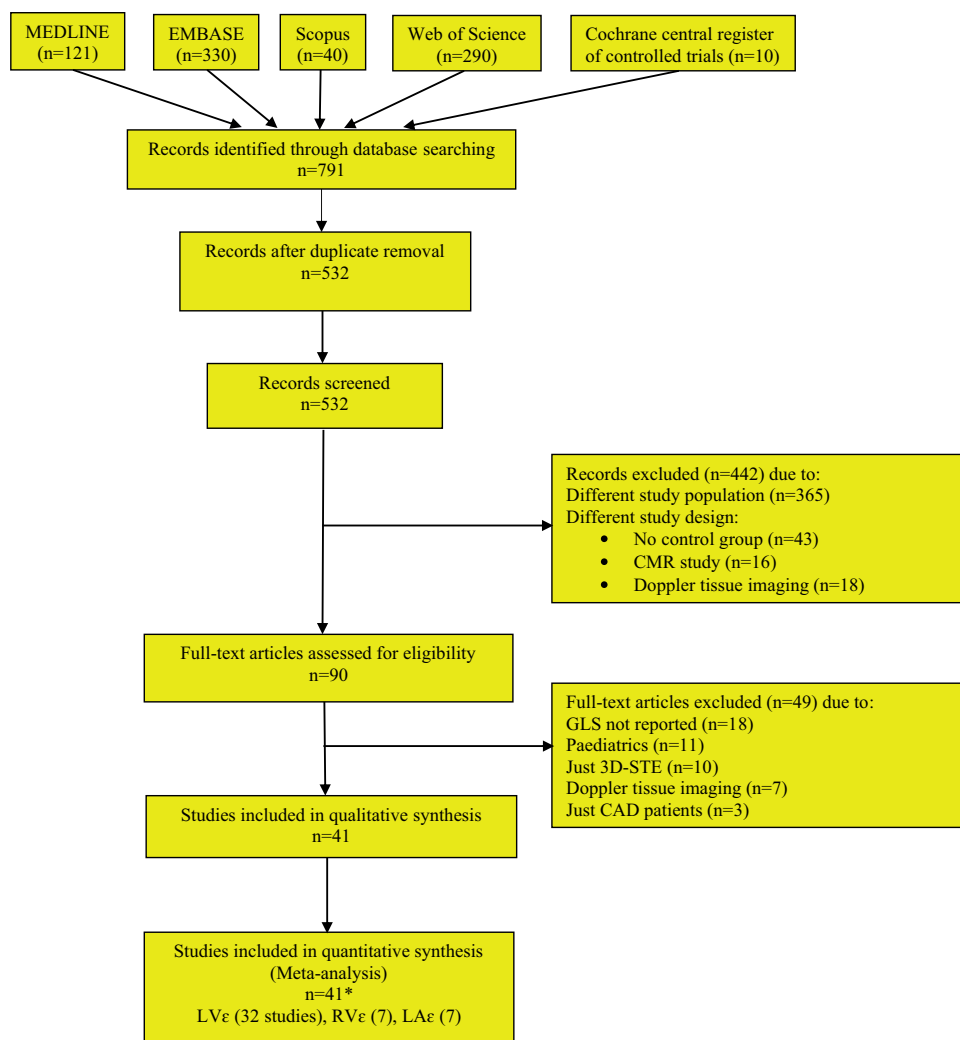 MEDLINE
(n=121)
EMBASE
(n=330)
Scopus
(n=40)
Web of Science
(n=290)
Cochrane central register
of controlled trials (n=10)
Records identified through database searching
n=791
Records after duplicate removal
n=532
Records screened
n=532
Records excluded (n=442) due to:
Different study population (n=365)
Different study design:
• No control group (n=43)
• CMR study (n=16)
• Doppler tissue imaging (n=18)
Full-text articles assessed for eligibility
n=90
Full-text articles excluded (n=49) due to:
GLS not reported (n=18)
Paediatrics (n=11)
Just 3D-STE (n=10)
Doppler tissue imaging (n=7)
Just CAD patients (n=3)
Studies included in qualitative synthesis
n=41
Studies included in quantitative synthesis
(Meta-analysis)
n=41*
LVε (32 studies), RVε (7), LAε (7)